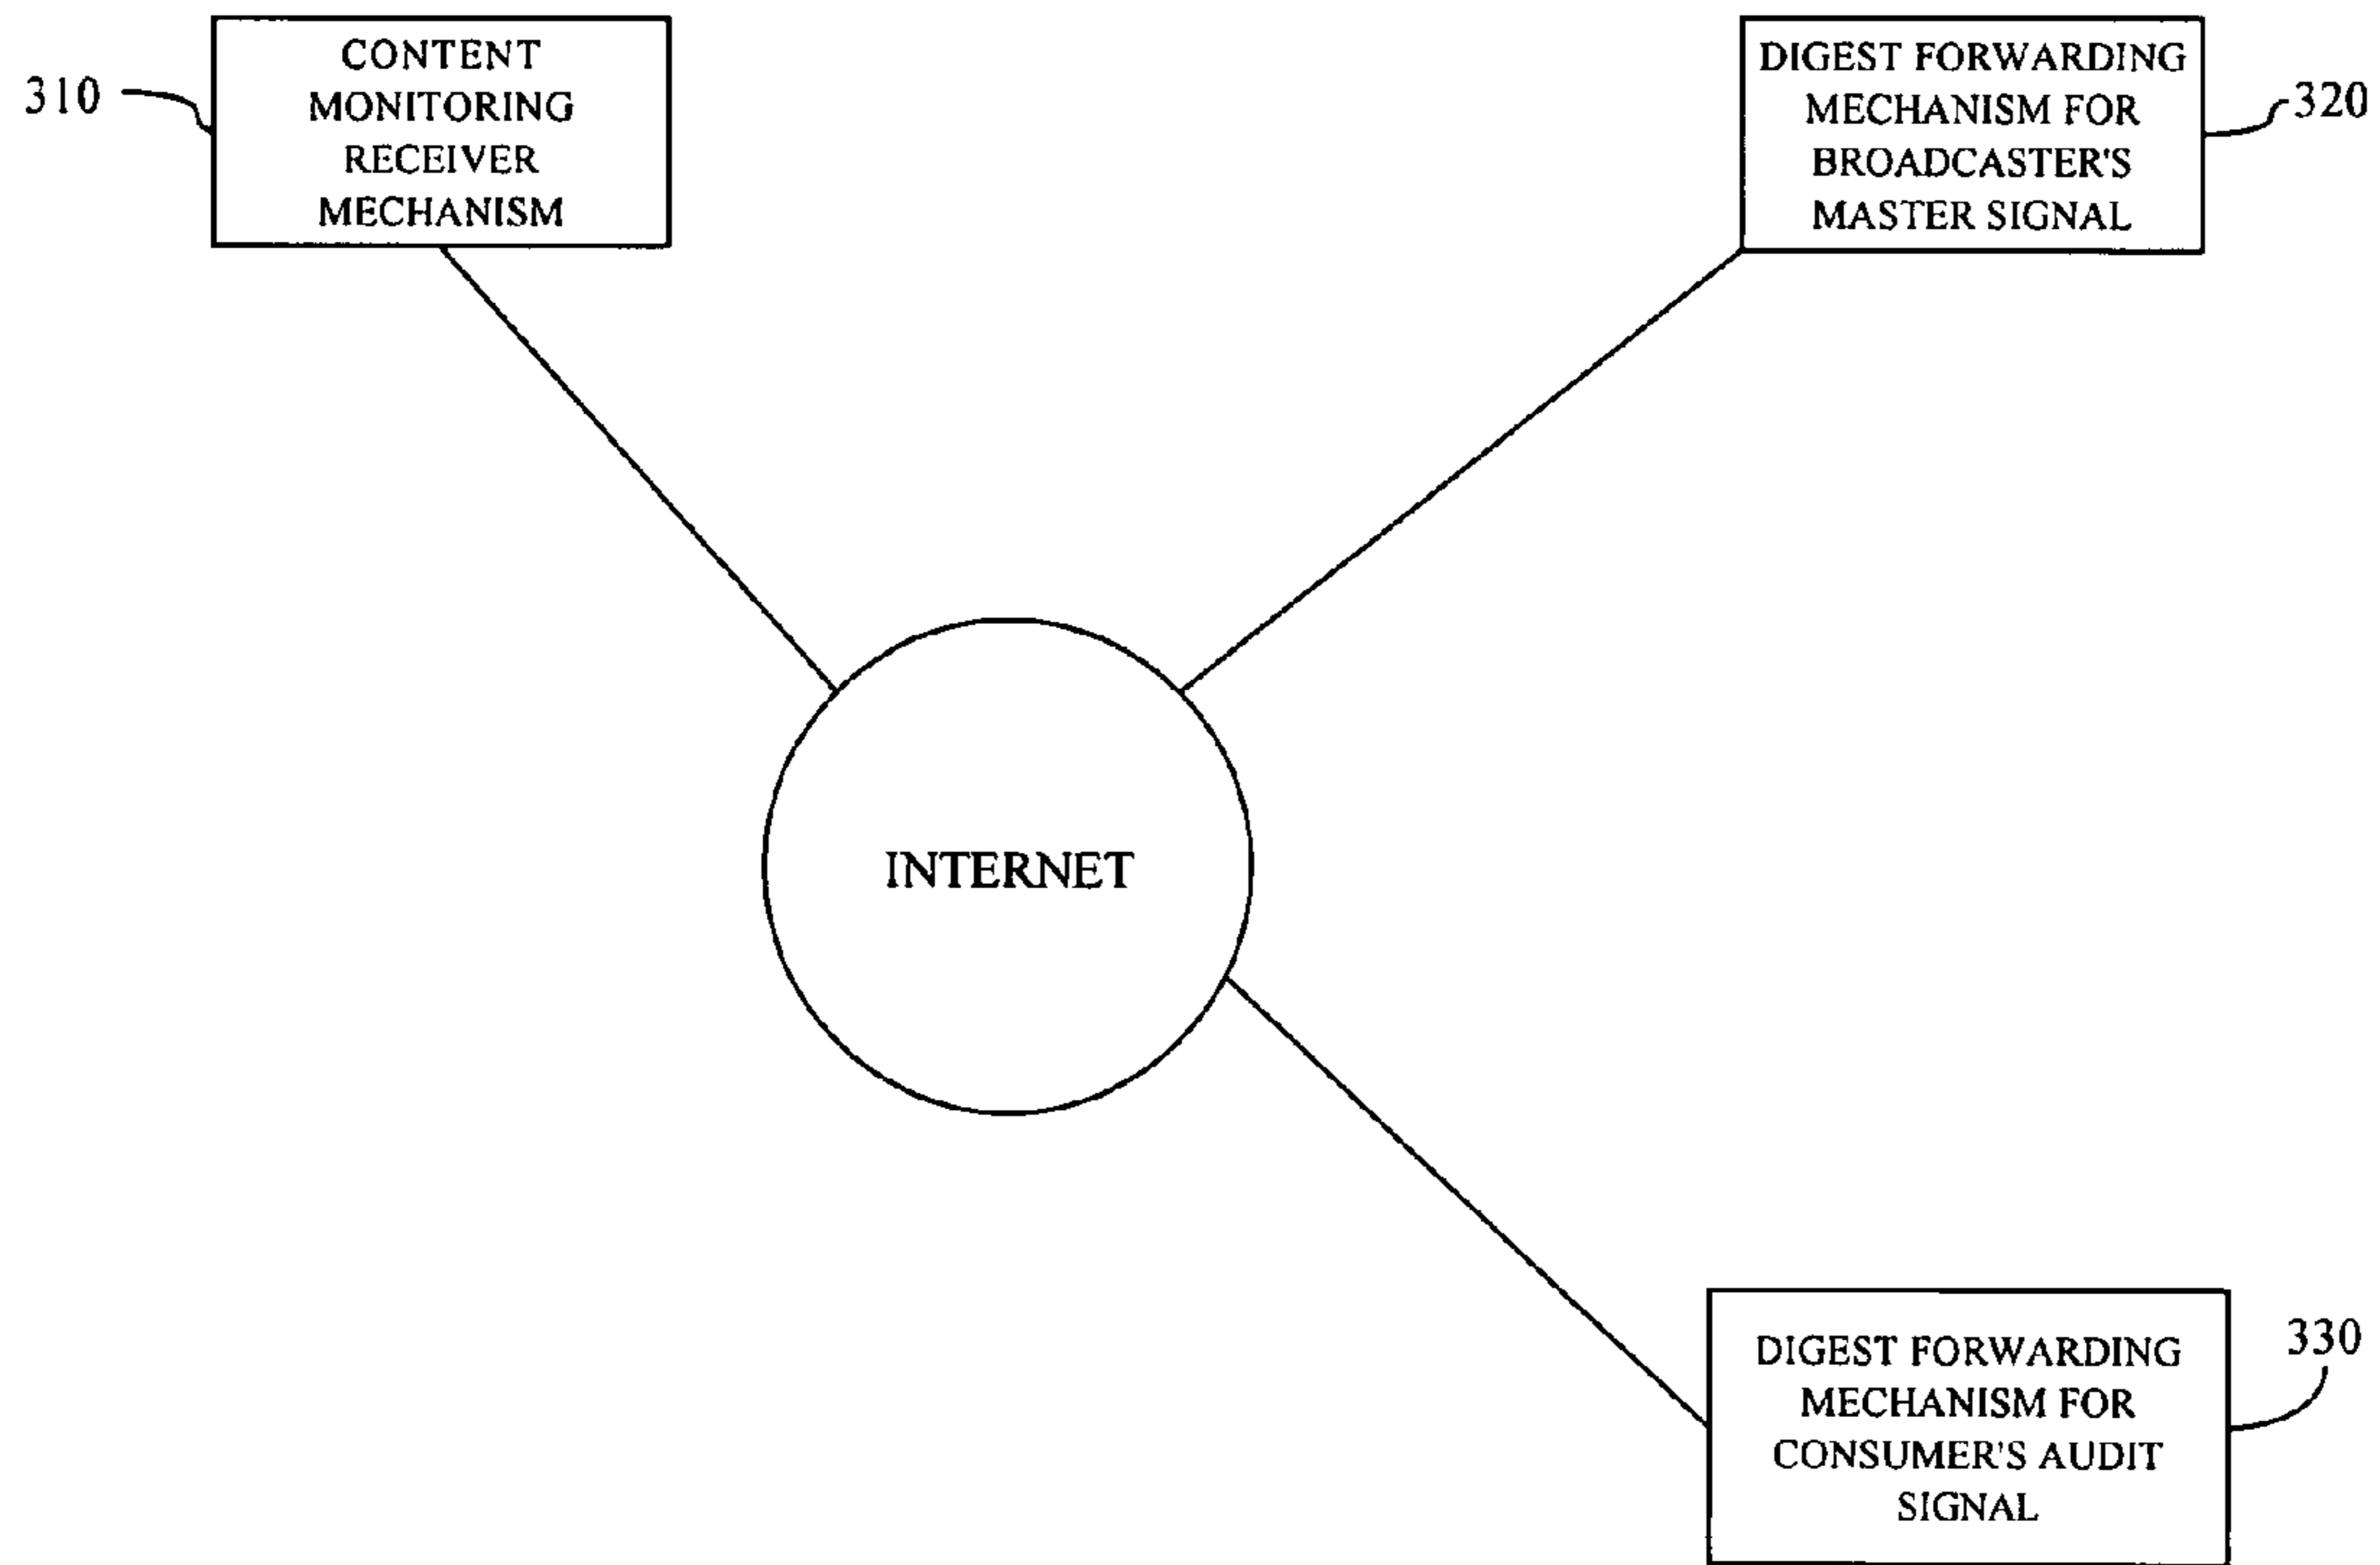 310
CONTENT
MONITORING
RECEIVER
MECHANISM
DIGEST FORWARDING
MECHANISM FOR
BROADCASTER'S
MASTER SIGNAL
320
INTERNET
DIGEST FORWARDING
MECHANISM FOR
CONSUMER'S AUDIT
SIGNAL
330